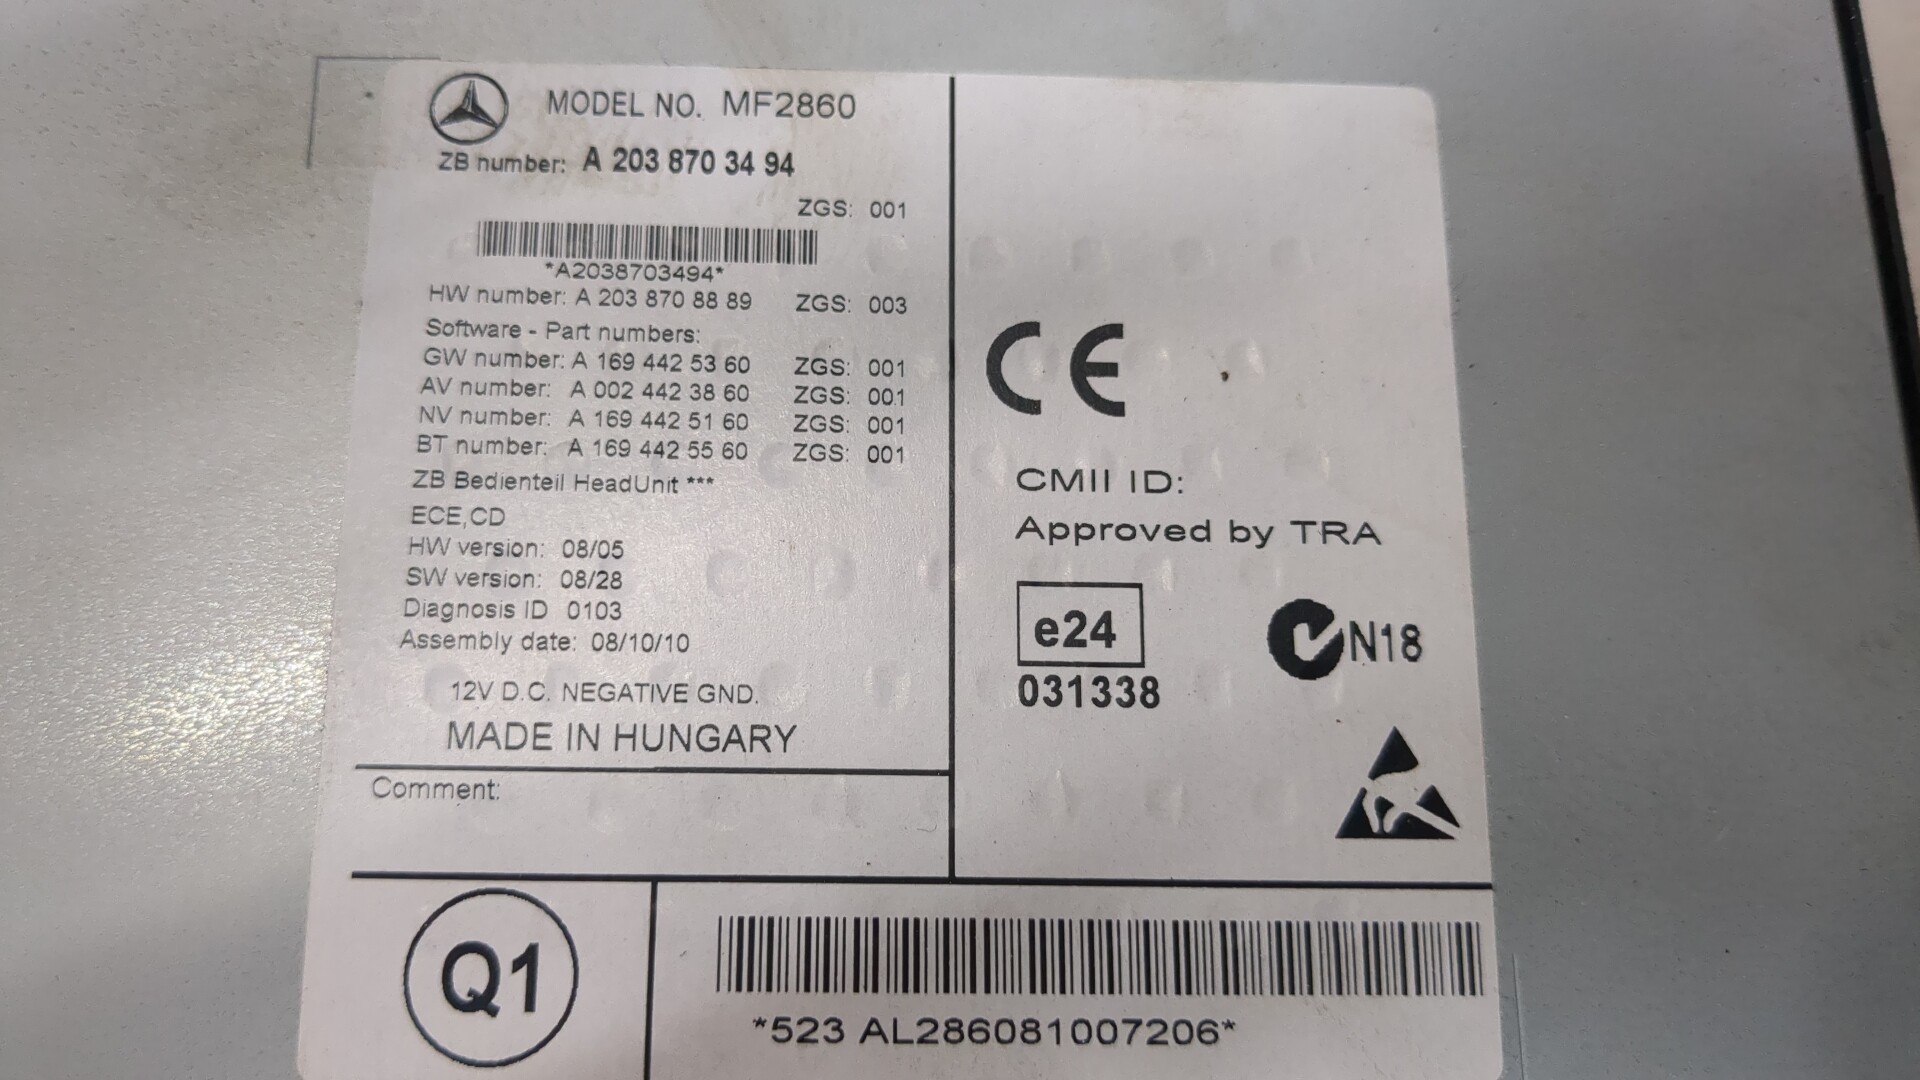 MODEL NO. MF2860
ZB number: A 203 870 34 94
ZGS: 001
*A2038703494*
HW number: A 203 870 88 89 ZGS: 003
Software - Part numbers:
GW number: A 169 442 53 60 ZGS: 001
AV number: A 002 442 38 60 ZGS: 001
NV number: A 169 442 51 60 ZGS: 001
BT number: A 169 442 55 60 ZGS: 001
ZB Bedienteil HeadUnit ***
ECE,CD
HW version: 08/05
SW version: 08/28
Diagnosis ID 0103
Assembly date: 08/10/10
12V D.C. NEGATIVE GND.
MADE IN HUNGARY
Comment:
CE
CMII ID:
Approved by TRA
e24
031338
N18
Q1
*523 AL286081007206*